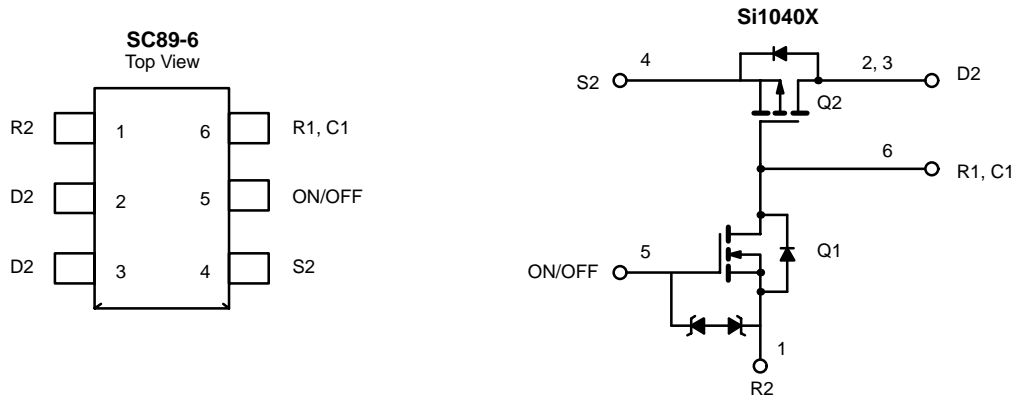 SC89-6
Top View
R2 1 6 R1, C1
D2 2 5 ON/OFF
D2 3 4 S2
Si1040X
S2 4 2, 3 D2
Q2
6 R1, C1
Q1
ON/OFF 5
1
R2